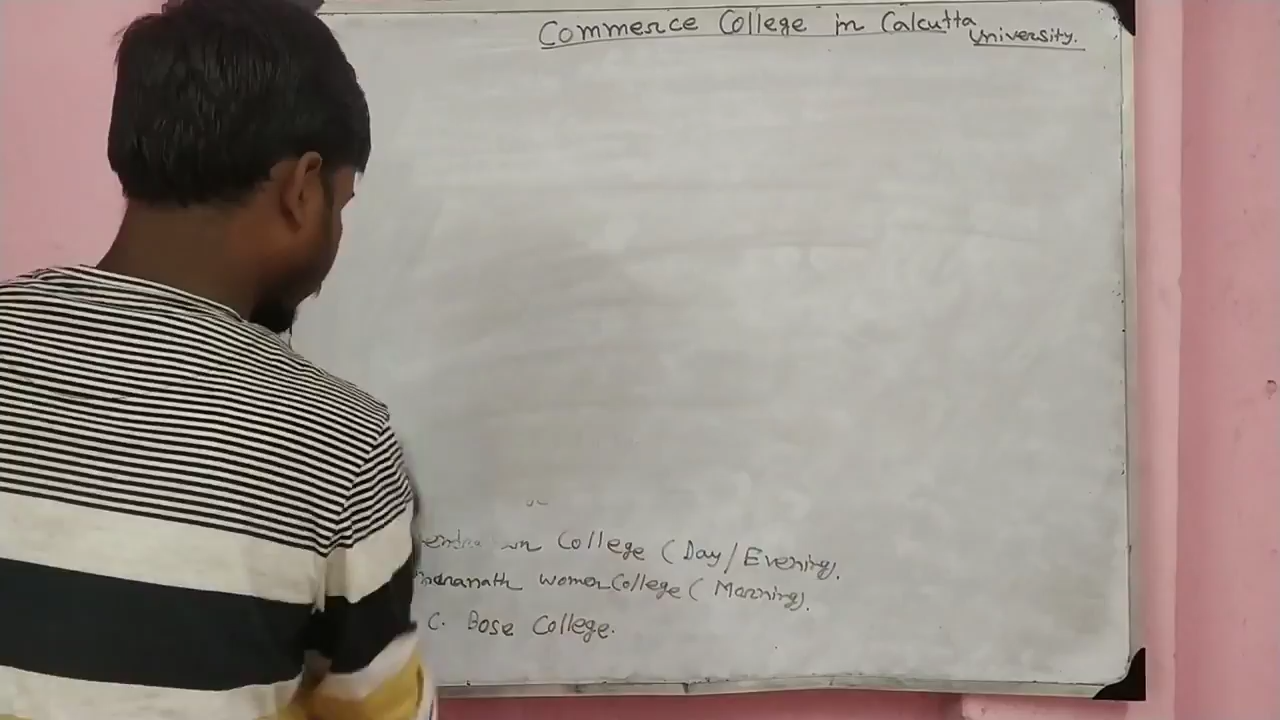 Commerce College in Calcutta University.
College (Day/Evening).
Women College (Morning).
C. Bose College.